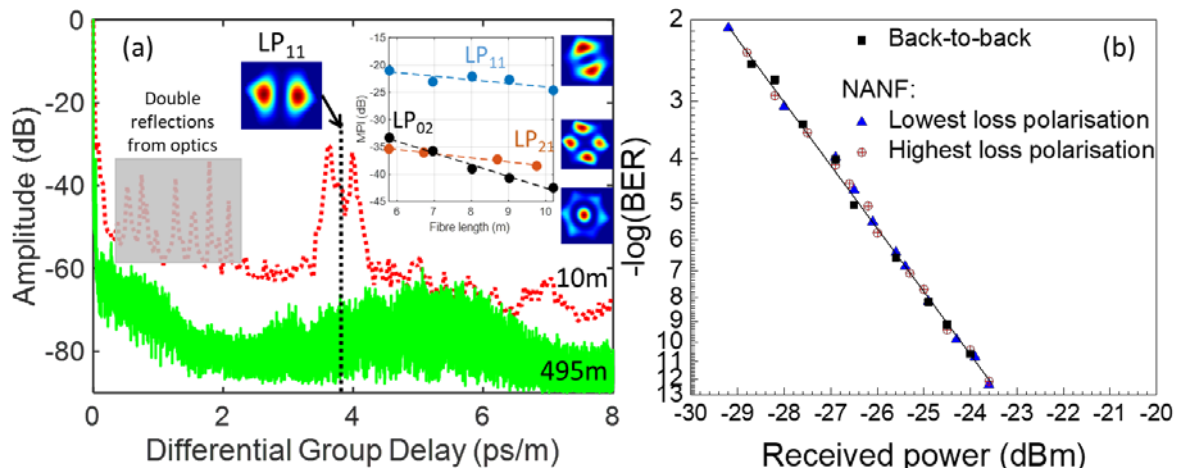 (a)
LP11
Double
reflections
from optics
10m
495m
0
-20
-40
-60
-80
Amplitude (dB)
0
2
4
6
8
Differential Group Delay (ps/m)
-15
-20
-25
-30
-35
-40
-45
MPI (dB)
LP11
LP02
LP21
6
7
8
9
10
Fibre length (m)
(b)
Back-to-back
NANF:
Lowest loss polarisation
Highest loss polarisation
2
3
4
5
6
7
8
9
10
11
12
13
-log(BER)
-30
-29
-28
-27
-26
-25
-24
-23
-22
-21
-20
Received power (dBm)